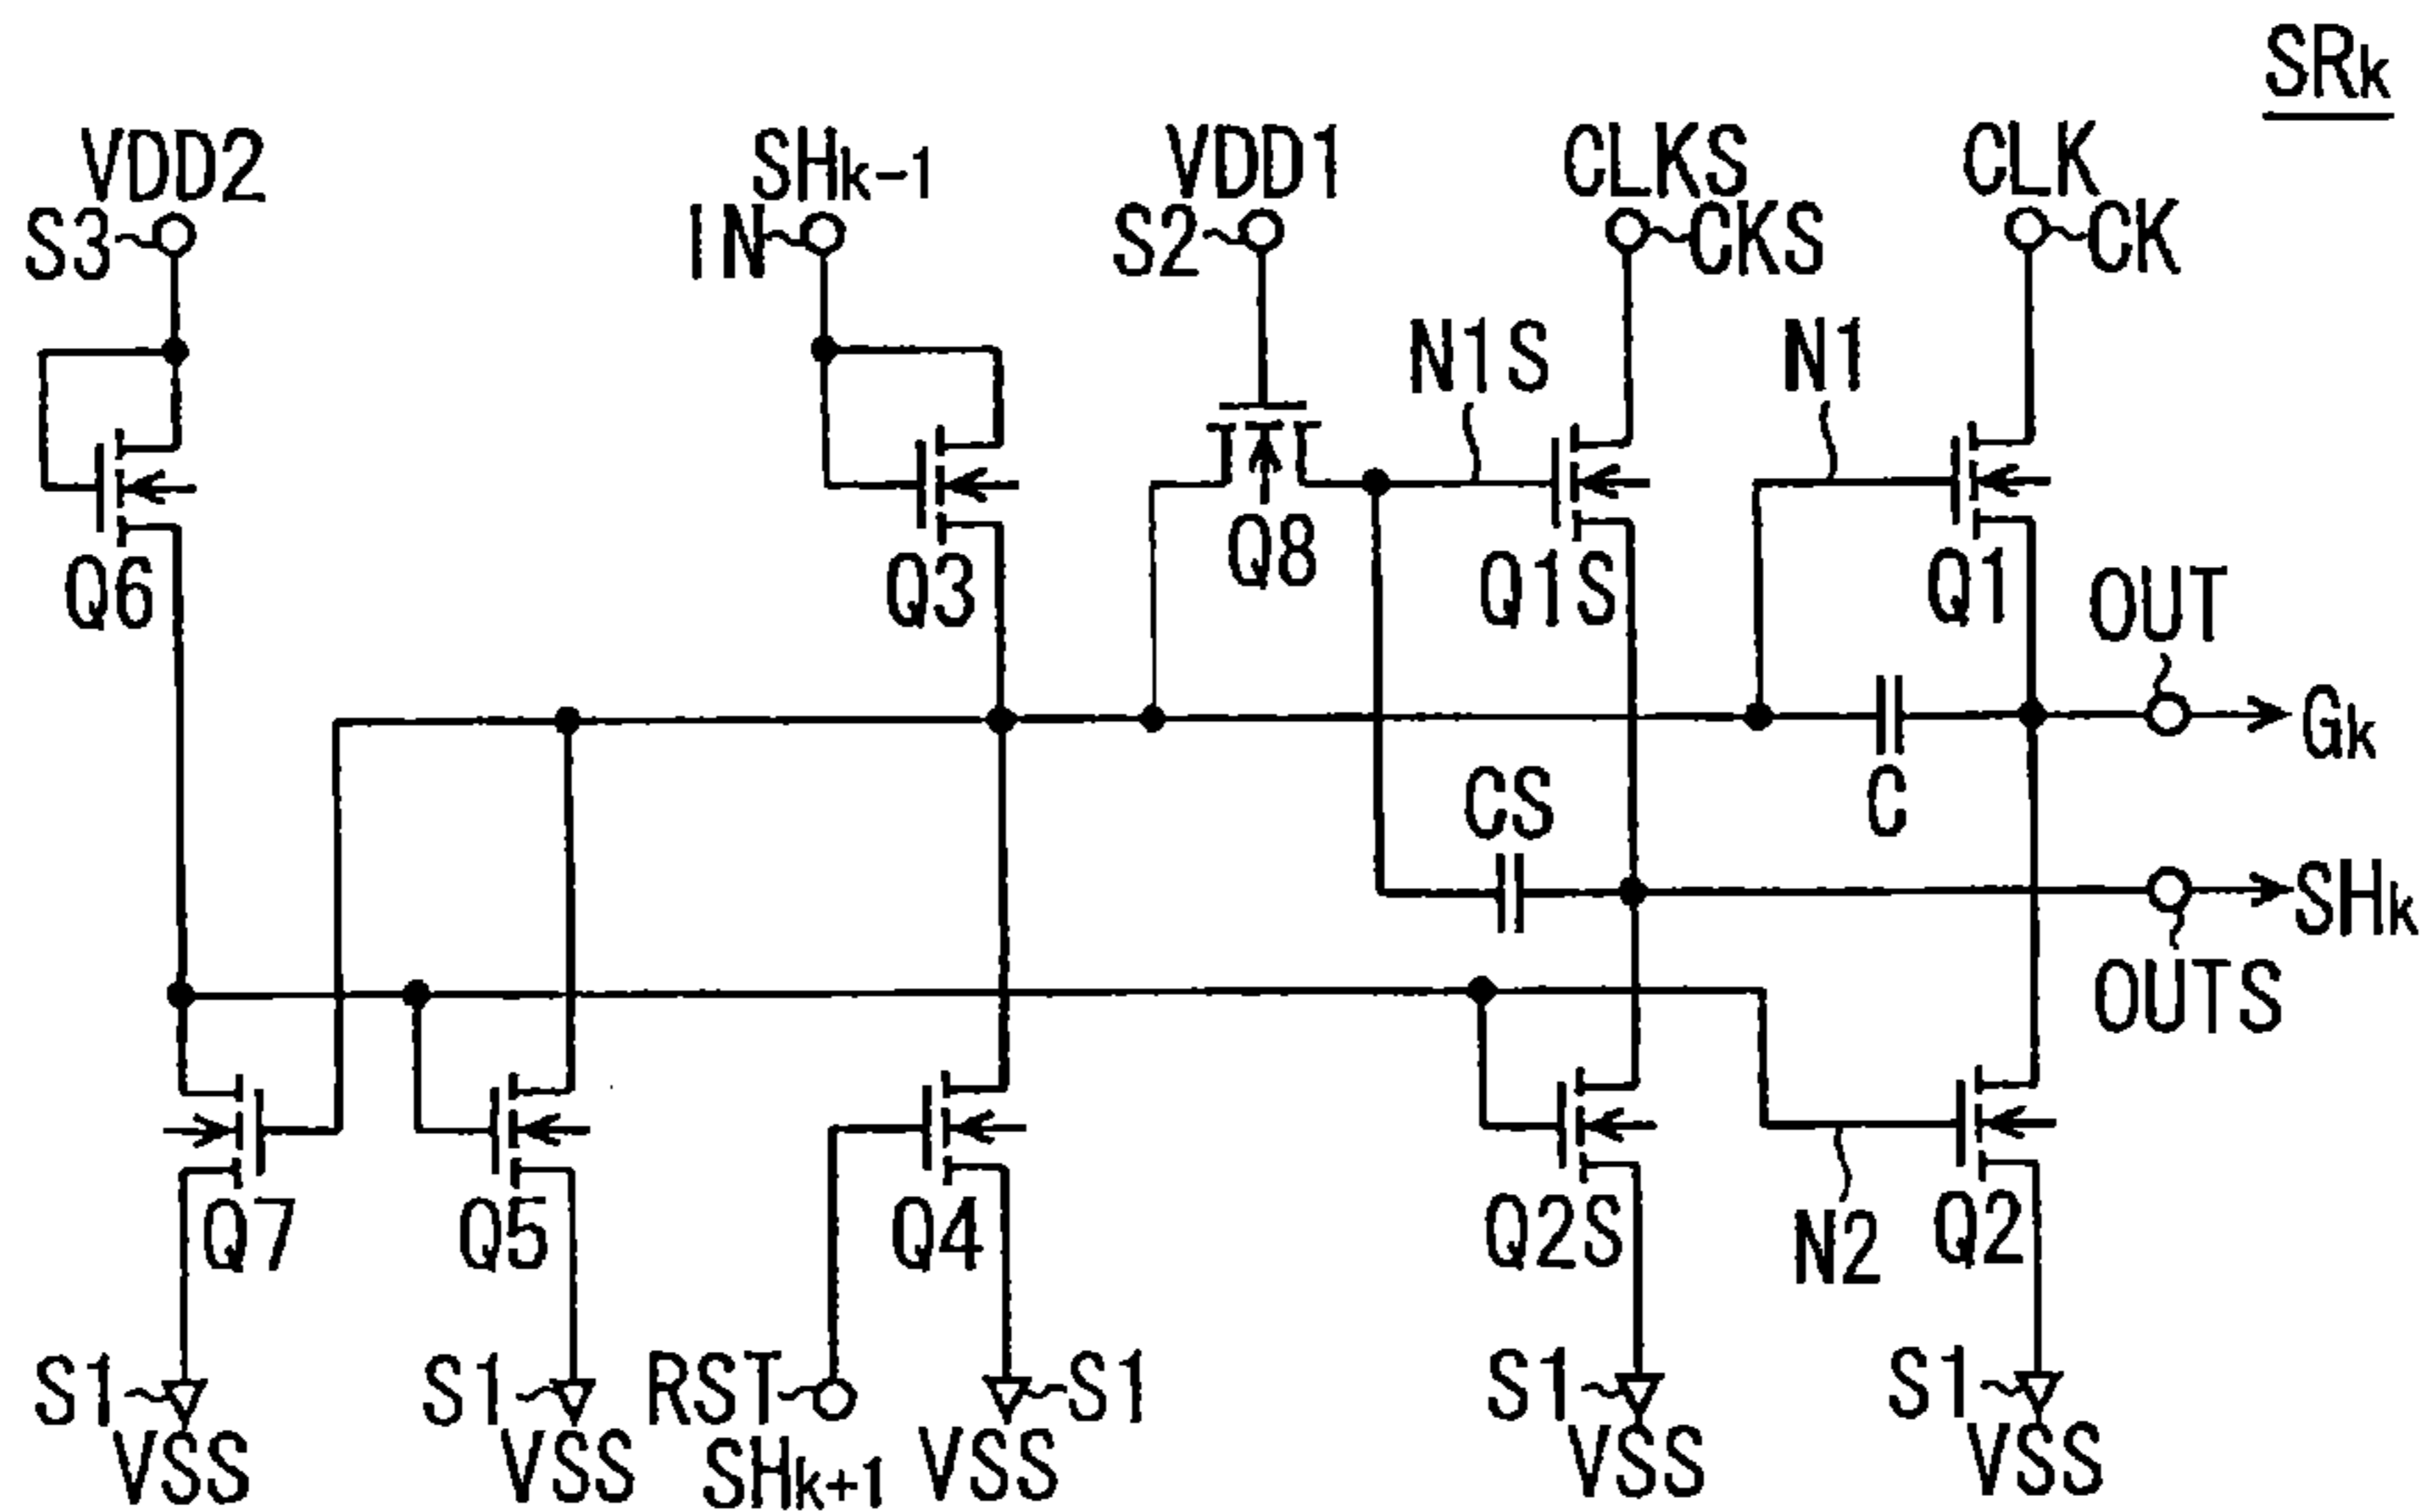 SRk
VDD2
SHk-1
VDD1
CLKS
CLK
S3
IN
S2
CKS
CK
N1S
N1
Q6
Q3
Q8
Q1S
Q1
OUT
Gk
CS
C
SHk
OUTS
Q7
Q5
Q4
Q2S
N2
Q2
S1
S1
RST
S1
S1
S1
VSS
VSS
SHk+1
VSS
VSS
VSS